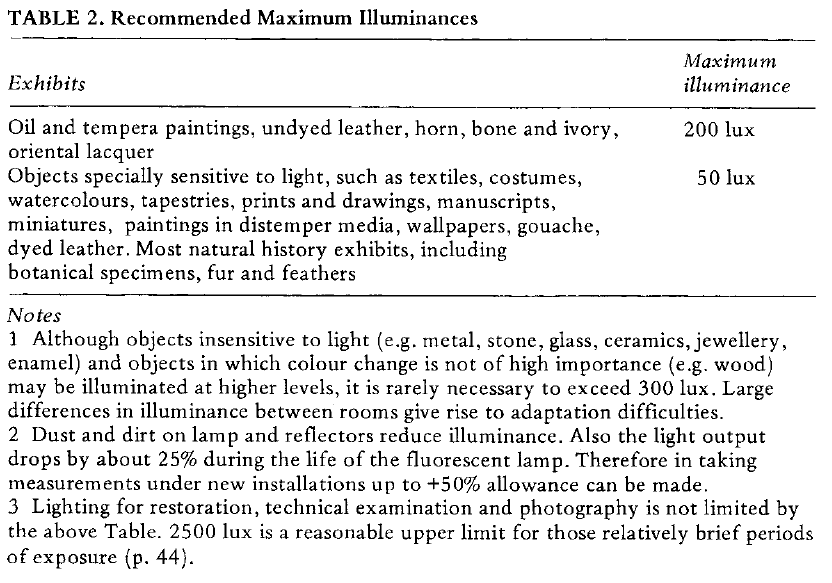 TABLE 2. Recommended Maximum Illuminances
Maximum
Exhibits illuminance
Oil and tempera paintings, undyed leather, horn, bone and ivory, 200 lux
oriental lacquer
Objects specially sensitive to light, such as textiles, costumes, 50 lux
watercolours, tapestries, prints and drawings, manuscripts,
miniatures, paintings in distemper media, wallpapers, gouache,
dyed leather. Most natural history exhibits, including
botanical specimens, fur and feathers
Notes
1 Although objects insensitive to light (e.g. metal, stone, glass, ceramics, jewellery,
enamel) and objects in which colour change is not of high importance (e.g. wood)
may be illuminated at higher levels, it is rarely necessary to exceed 300 lux. Large
differences in illuminance between rooms give rise to adaptation difficulties.
2 Dust and dirt on lamp and reflectors reduce illuminance. Also the light output
drops by about 25% during the life of the fluorescent lamp. Therefore in taking
measurements under new installations up to +50% allowance can be made.
3 Lighting for restoration, technical examination and photography is not limited by
the above Table. 2500 lux is a reasonable upper limit for those relatively brief periods
of exposure (p. 44).